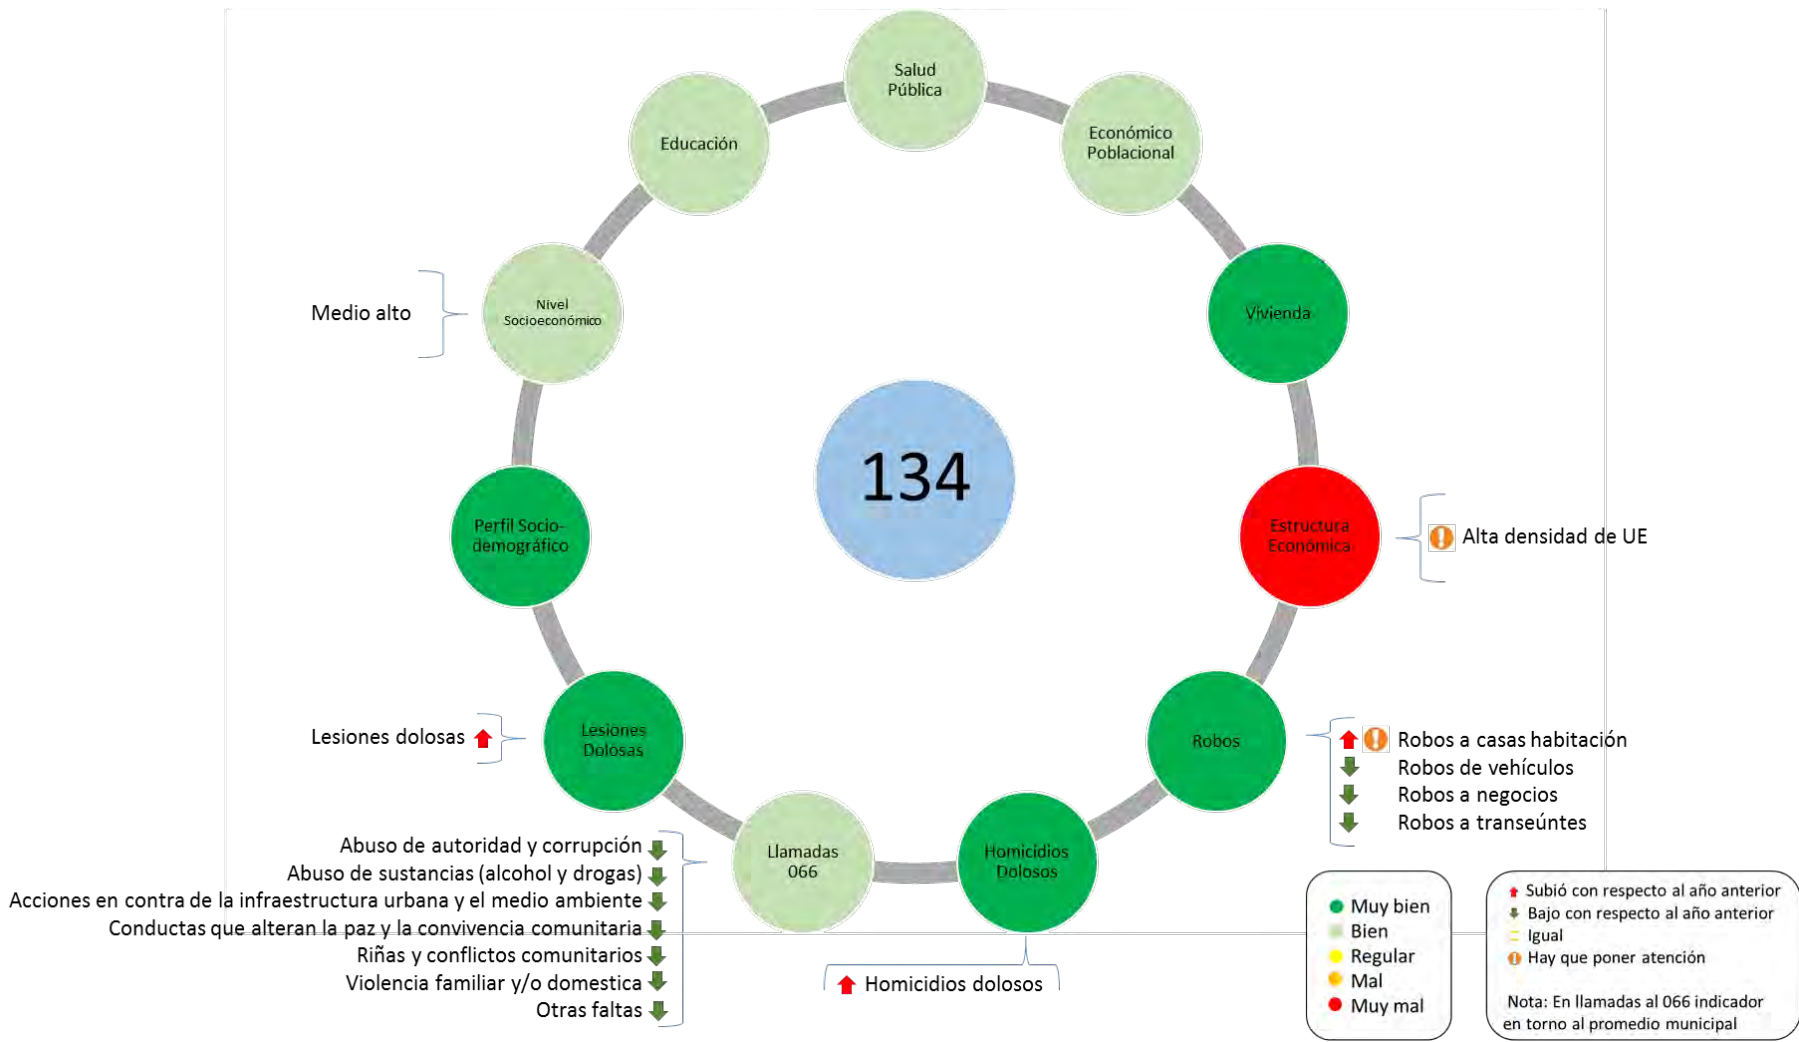 Salud
Pública
Económico
Poblacional
Educación
Vivienda
Nivel
Socioeconómico
Medio alto
134
Perfil Socio-
demográfico
Estructura
Económica
Alta densidad de UE
Lesiones
Dolosas
Lesiones dolosas
Robos
Robos a casas habitación
Robos de vehículos
Robos a negocios
Robos a transeúntes
Llamadas
066
Homicidios
Dolosos
Abuso de autoridad y corrupción
Abuso de sustancias (alcohol y drogas)
Acciones en contra de la infraestructura urbana y el medio ambiente
Conductas que alteran la paz y la convivencia comunitaria
Riñas y conflictos comunitarios
Violencia familiar y/o domestica
Otras faltas
Homicidios dolosos
Muy bien
Bien
Regular
Mal
Muy mal
Subió con respecto al año anterior
Bajo con respecto al año anterior
Igual
Hay que poner atención
Nota: En llamadas al 066 indicador
en torno al promedio municipal